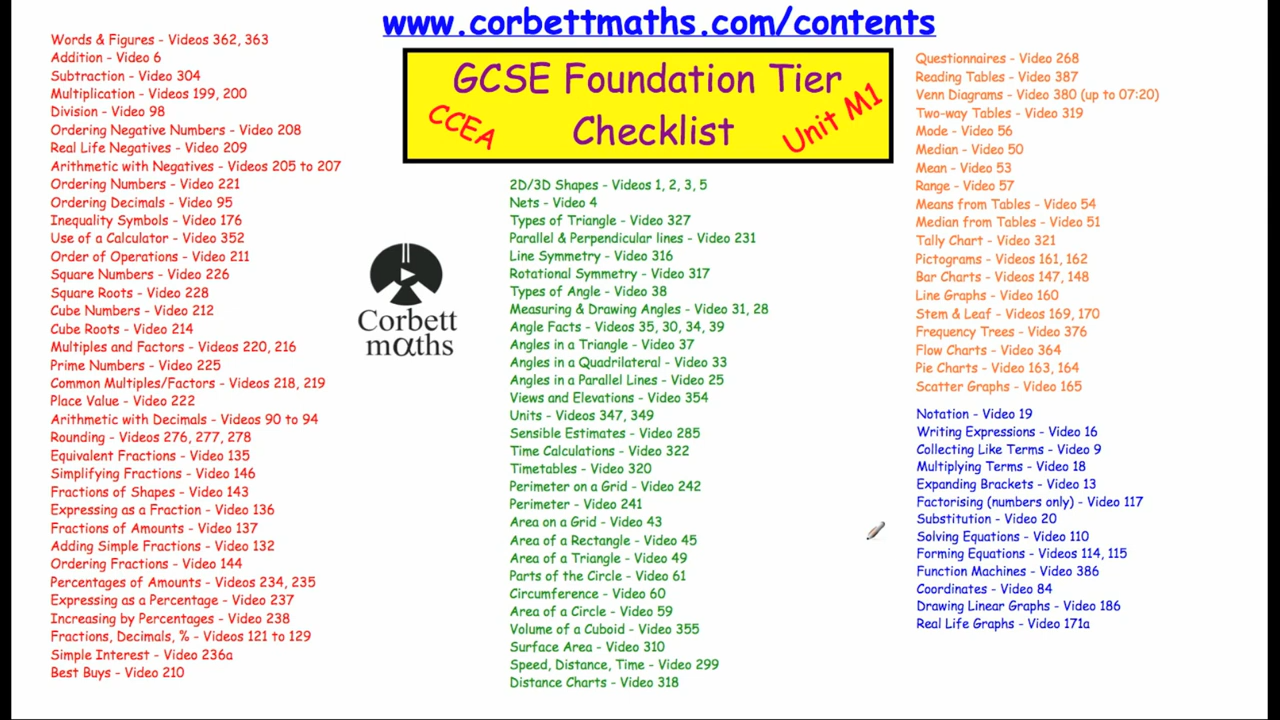 www.corbettmaths.com/contents
GCSE Foundation Tier
Checklist
CCEA
Unit M1
Words & Figures - Videos 362, 363
Addition - Video 6
Subtraction - Video 304
Multiplication - Videos 199, 200
Division - Video 98
Ordering Negative Numbers - Video 208
Real Life Negatives - Video 209
Arithmetic with Negatives - Videos 205 to 207
Ordering Numbers - Video 221
Ordering Decimals - Video 95
Inequality Symbols - Video 176
Use of a Calculator - Video 352
Order of Operations - Video 211
Square Numbers - Video 226
Square Roots - Video 228
Cube Numbers - Video 212
Cube Roots - Video 214
Multiples and Factors - Videos 220, 216
Prime Numbers - Video 225
Common Multiples/Factors - Videos 218, 219
Place Value - Video 222
Arithmetic with Decimals - Videos 90 to 94
Rounding - Videos 276, 277, 278
Equivalent Fractions - Video 135
Simplifying Fractions - Video 146
Fractions of Shapes - Video 143
Expressing as a Fraction - Video 136
Fractions of Amounts - Video 137
Adding Simple Fractions - Video 132
Ordering Fractions - Video 144
Percentages of Amounts - Videos 234, 235
Expressing as a Percentage - Video 237
Increasing by Percentages - Video 238
Fractions, Decimals, % - Videos 121 to 129
Simple Interest - Video 236a
Best Buys - Video 210
Corbett
mαths
2D/3D Shapes - Videos 1, 2, 3, 5
Nets - Video 4
Types of Triangle - Video 327
Parallel & Perpendicular lines - Video 231
Line Symmetry - Video 316
Rotational Symmetry - Video 317
Types of Angle - Video 38
Measuring & Drawing Angles - Video 31, 28
Angle Facts - Videos 35, 30, 34, 39
Angles in a Triangle - Video 37
Angles in a Quadrilateral - Video 33
Angles in a Parallel Lines - Video 25
Views and Elevations - Video 354
Units - Videos 347, 349
Sensible Estimates - Video 285
Time Calculations - Video 322
Timetables - Video 320
Perimeter on a Grid - Video 242
Perimeter - Video 241
Area on a Grid - Video 43
Area of a Rectangle - Video 45
Area of a Triangle - Video 49
Parts of the Circle - Video 61
Circumference - Video 60
Area of a Circle - Video 59
Volume of a Cuboid - Video 355
Surface Area - Video 310
Speed, Distance, Time - Video 299
Distance Charts - Video 318
Questionnaires - Video 268
Reading Tables - Video 387
Venn Diagrams - Video 380 (up to 07:20)
Two-way Tables - Video 319
Mode - Video 56
Median - Video 50
Mean - Video 53
Range - Video 57
Means from Tables - Video 54
Median from Tables - Video 51
Tally Chart - Video 321
Pictograms - Videos 161, 162
Bar Charts - Videos 147, 148
Line Graphs - Video 160
Stem & Leaf - Videos 169, 170
Frequency Trees - Video 376
Flow Charts - Video 364
Pie Charts - Video 163, 164
Scatter Graphs - Video 165
Notation - Video 19
Writing Expressions - Video 16
Collecting Like Terms - Video 9
Multiplying Terms - Video 18
Expanding Brackets - Video 13
Factorising (numbers only) - Video 117
Substitution - Video 20
Solving Equations - Video 110
Forming Equations - Videos 114, 115
Function Machines - Video 386
Coordinates - Video 84
Drawing Linear Graphs - Video 186
Real Life Graphs - Video 171a